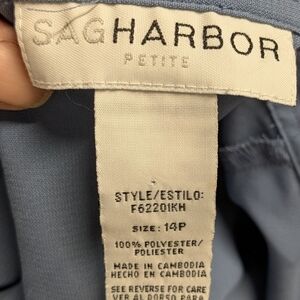 SAGHARBOR
PETITE
STYLE/ESTILO:
F62201KH
SIZE: 14P
100% POLYESTER/
POLIESTER
MADE IN CAMBODIA
HECHO EN CAMBODIA
SEE REVERSE FOR CARE
VER AL DORSO PARA